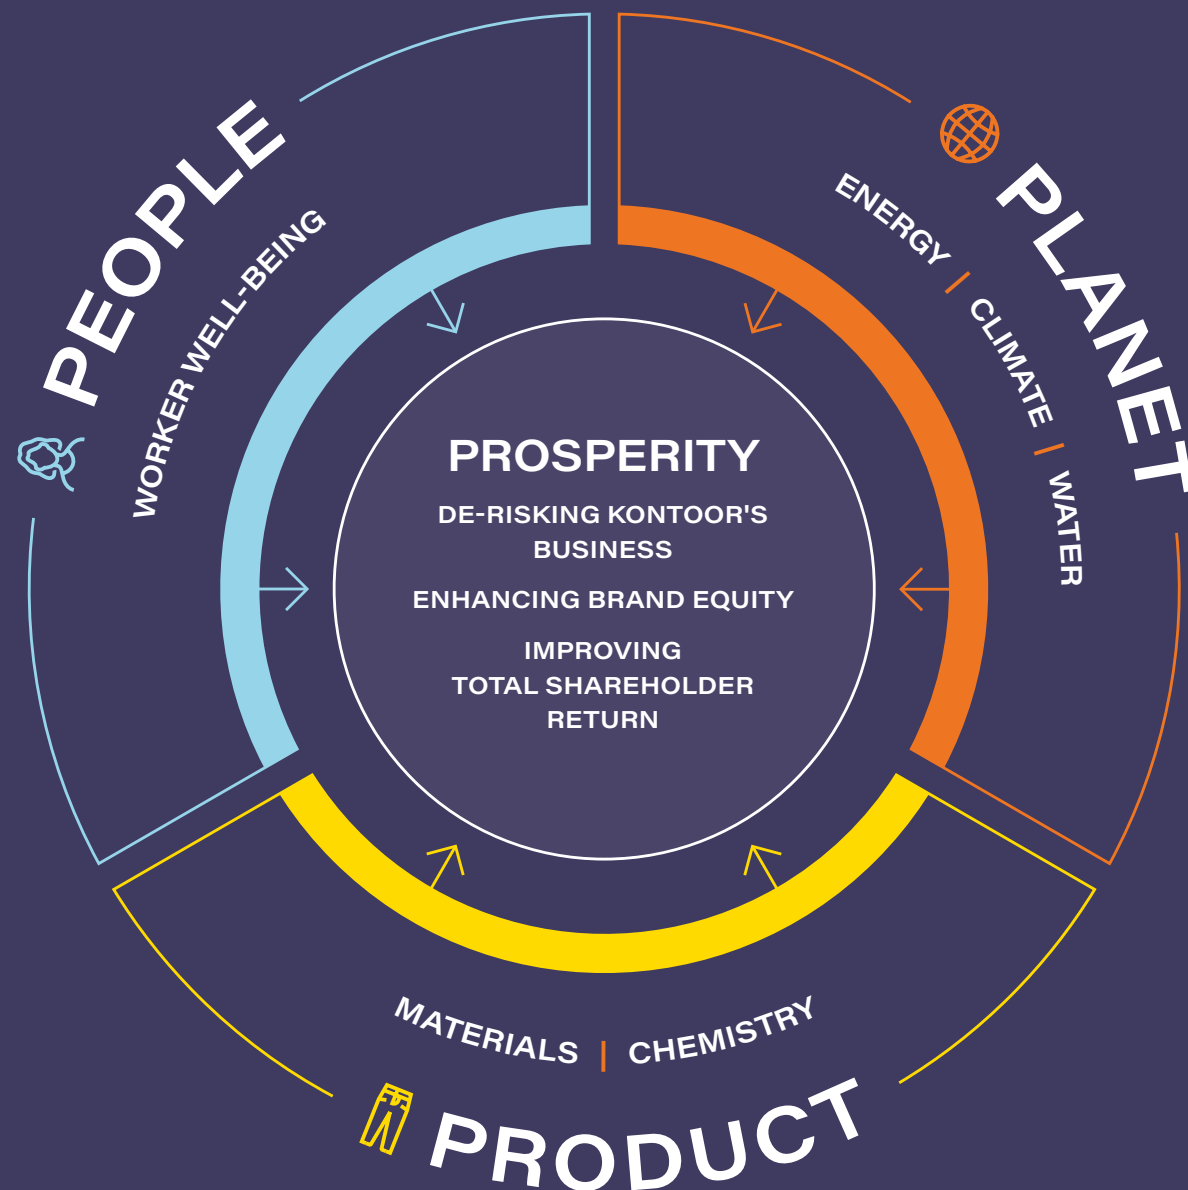 PEOPLE
WORKER WELL-BEING
PLANET
ENERGY | CLIMATE | WATER
PROSPERITY
DE-RISKING KONTOOR'S
BUSINESS
ENHANCING BRAND EQUITY
IMPROVING
TOTAL SHAREHOLDER
RETURN
MATERIALS | CHEMISTRY
PRODUCT